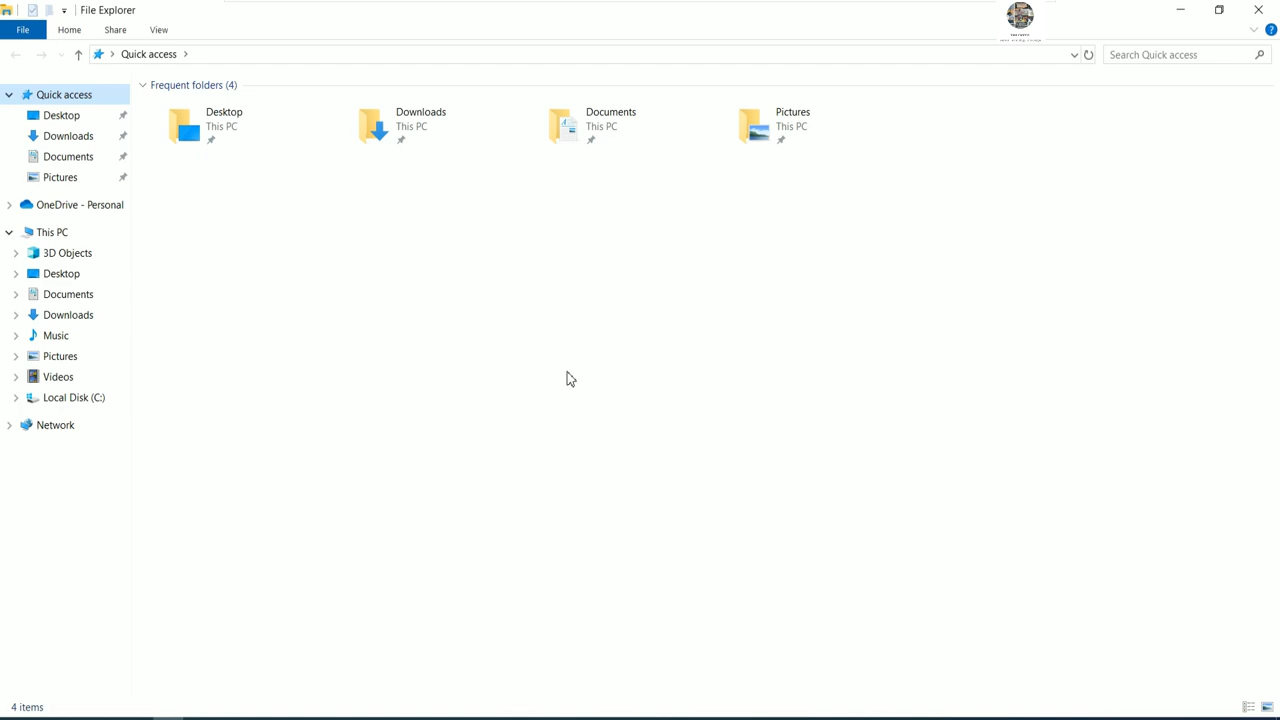 File Explorer
File Home Share View
Quick access
Search Quick access
Quick access
Desktop
Downloads
Documents
Pictures
OneDrive - Personal
This PC
3D Objects
Desktop
Documents
Downloads
Music
Pictures
Videos
Local Disk (C:)
Network
Frequent folders (4)
Desktop
This PC
Downloads
This PC
Documents
This PC
Pictures
This PC
4 items